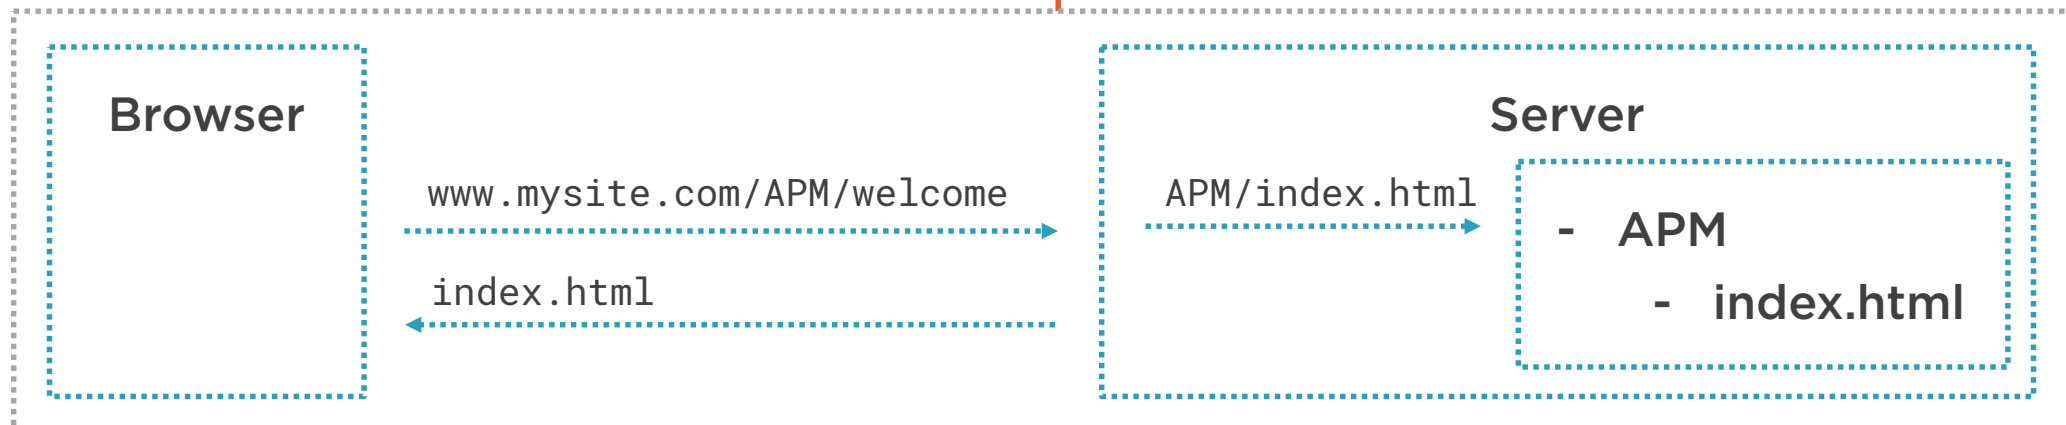 Browser
Server
www.mysite.com/APM/welcome
APM/index.html
- APM
index.html
- index.html